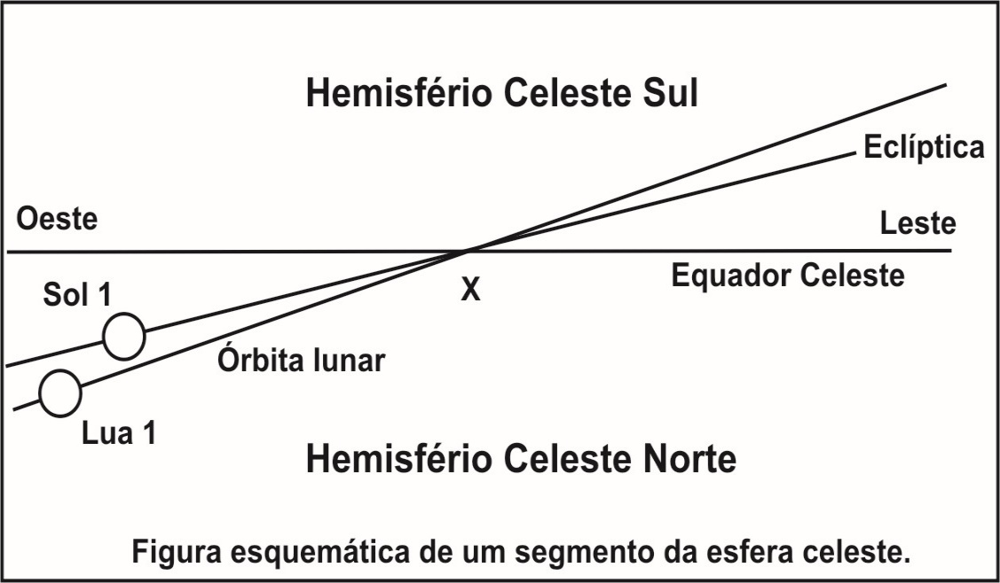 Hemisfério Celeste Sul
Eclíptica
Oeste
Leste
Equador Celeste
Sol 1
X
Órbita lunar
Lua 1
Hemisfério Celeste Norte
Figura esquemática de um segmento da esfera celeste.